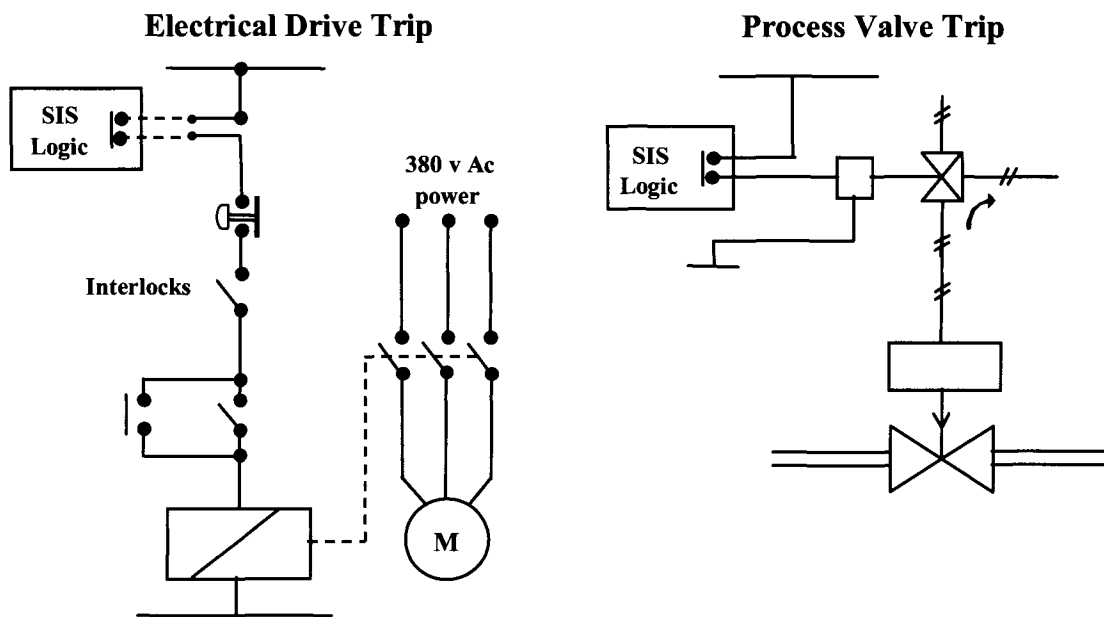 Electrical Drive Trip
SIS
Logic
380 v Ac
power
Interlocks
M
Process Valve Trip
SIS
Logic